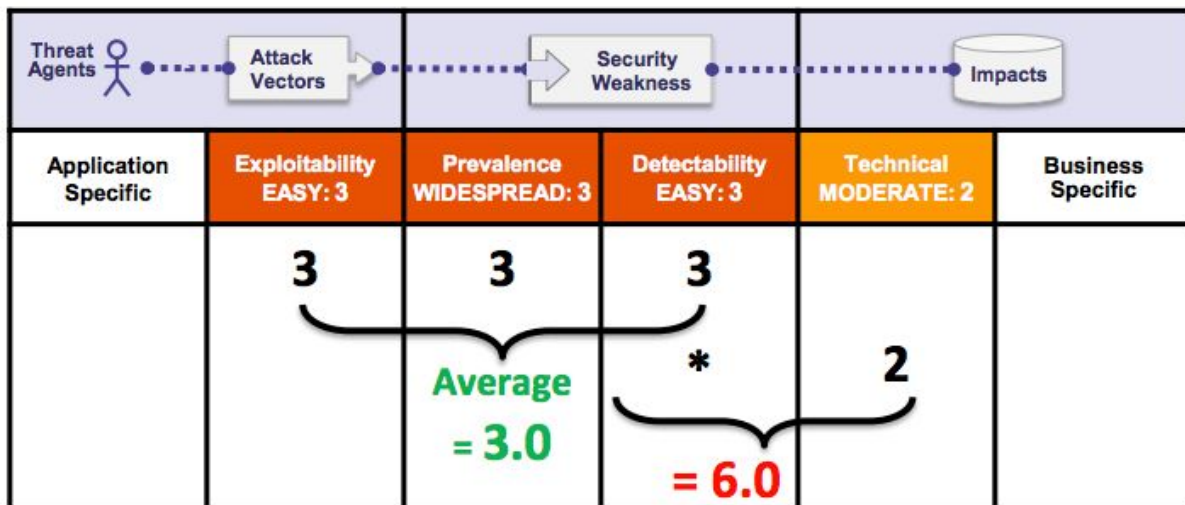 Threat
Agents
Attack
Vectors
Security
Weakness
Impacts
Application
Specific
Exploitability
EASY: 3
Prevalence
WIDESPREAD: 3
Detectability
EASY: 3
Technical
MODERATE: 2
Business
Specific
3 3 3
* 2
Average
= 3.0
= 6.0